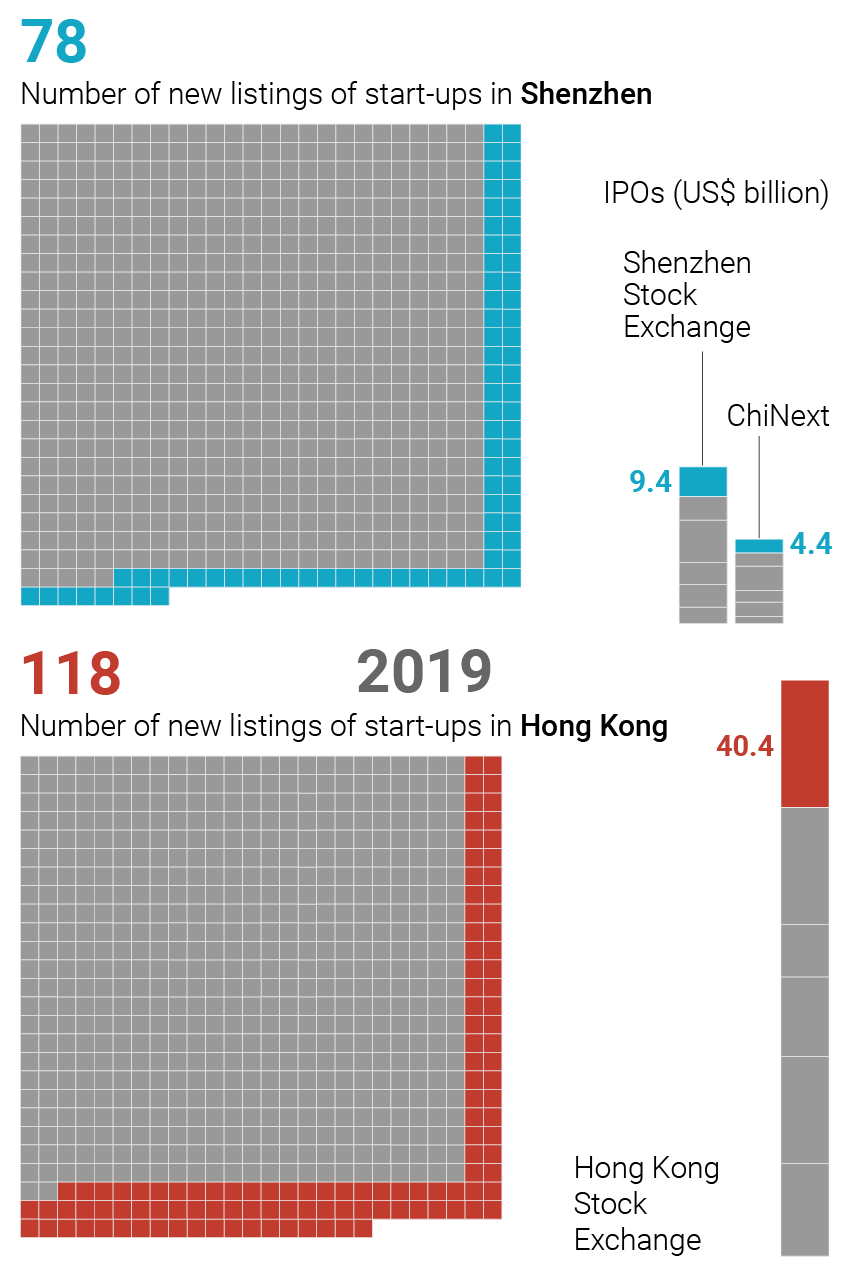 78
Number of new listings of start-ups in Shenzhen
IPOs (US$ billion)
Shenzhen
Stock
Exchange
ChiNext
9.4
4.4
118
2019
Number of new listings of start-ups in Hong Kong
40.4
Hong Kong
Stock
Exchange